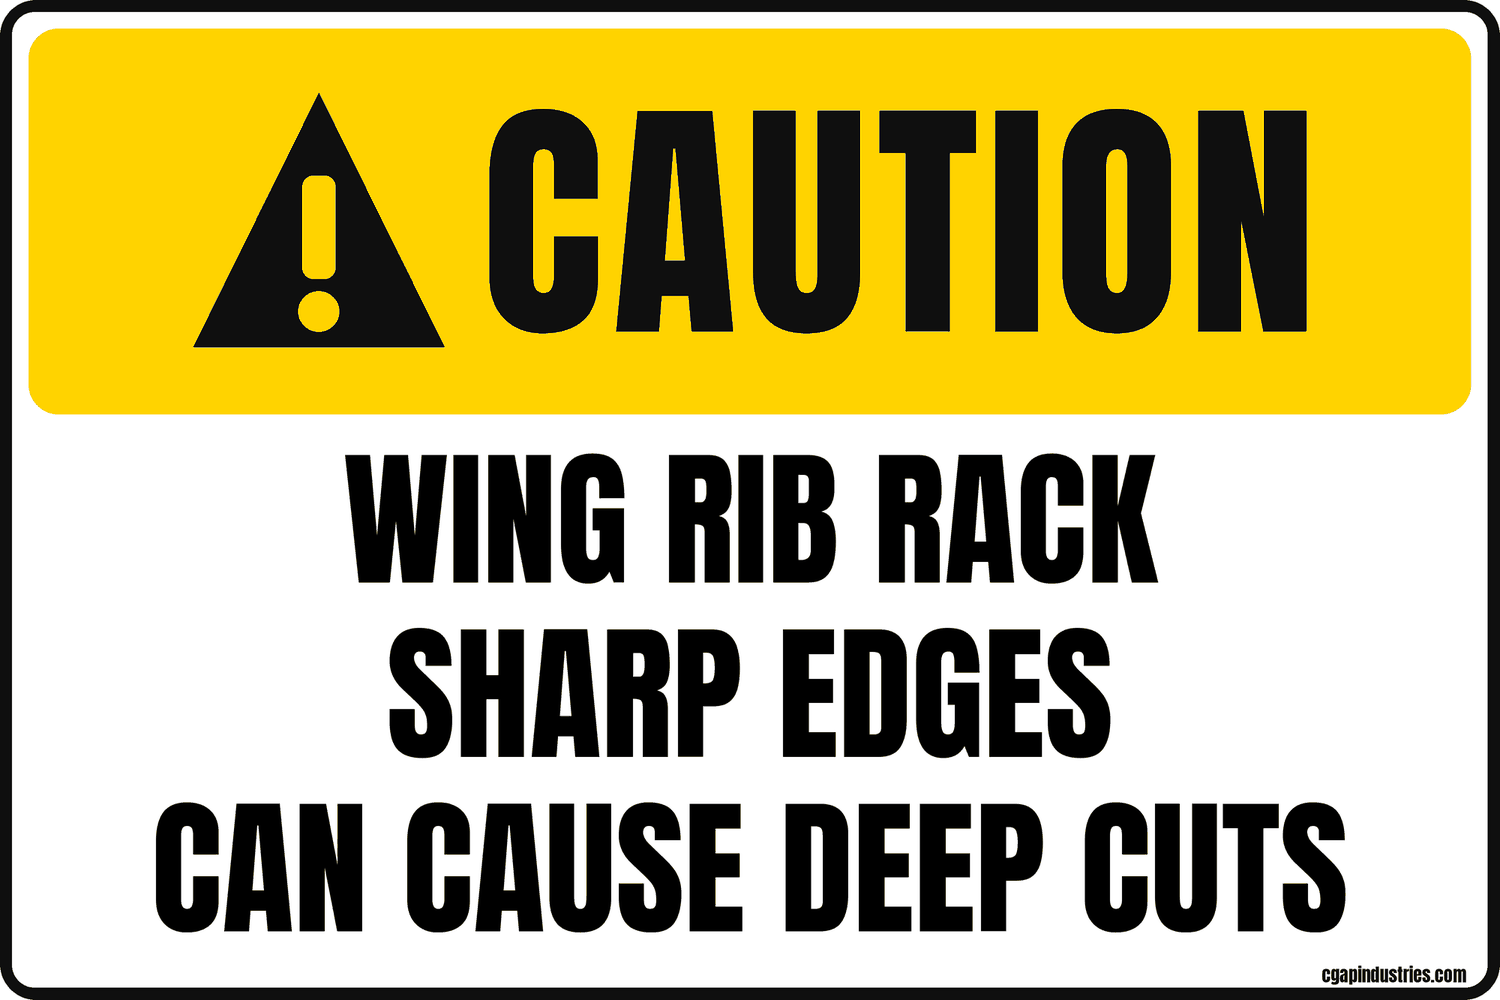 CAUTION
WING RIB RACK
SHARP EDGES
CAN CAUSE DEEP CUTS
cgapindustries.com